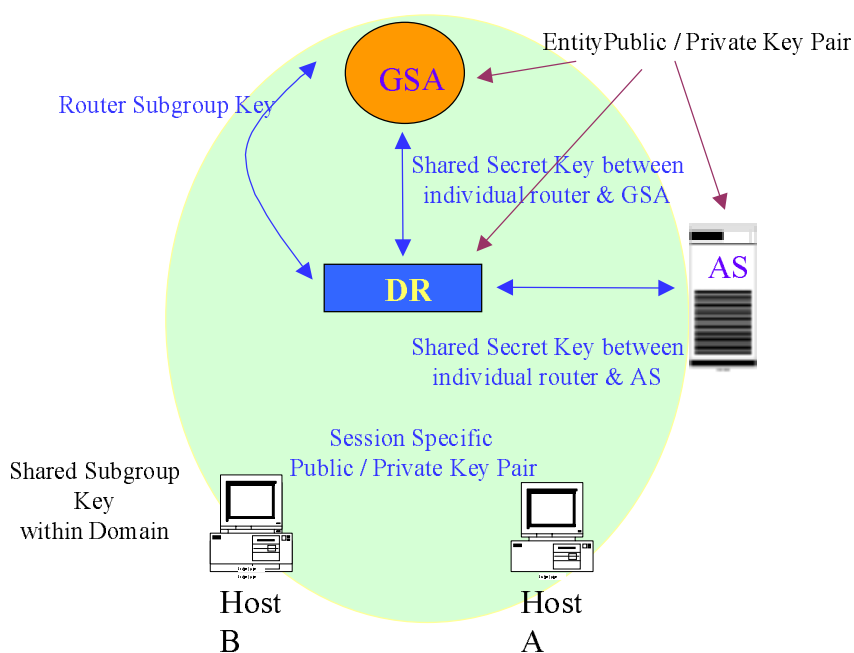 EntityPublic / Private Key Pair
GSA
Router Subgroup Key
Shared Secret Key between
individual router & GSA
AS
DR
Shared Secret Key between
individual router & AS
Session Specific
Public / Private Key Pair
Shared Subgroup
Key
within Domain
Host
B
Host
A